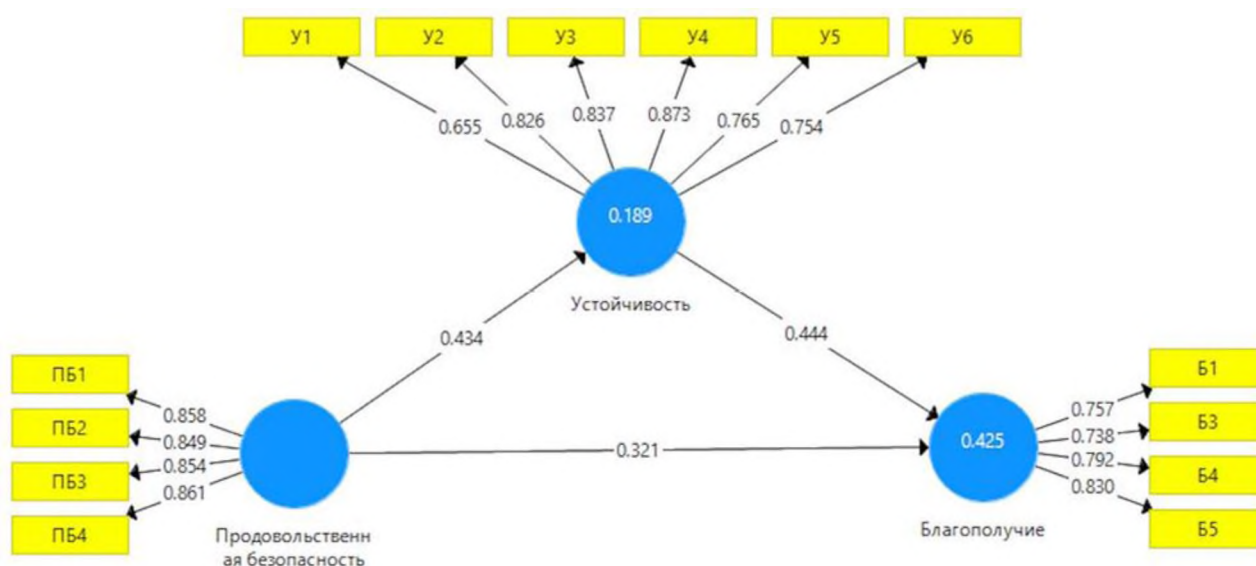 У1 У2 У3 У4 У5 У6
0.655 0.826 0.837 0.873 0.765 0.754
0.189
Устойчивость
0.434 0.444
ПБ1
ПБ2
ПБ3
ПБ4
0.858
0.849
0.854
0.861
Продовольственн
ая безопасность
0.321
0.425
Благополучие
0.757
0.738
0.792
0.830
Б1
Б3
Б4
Б5